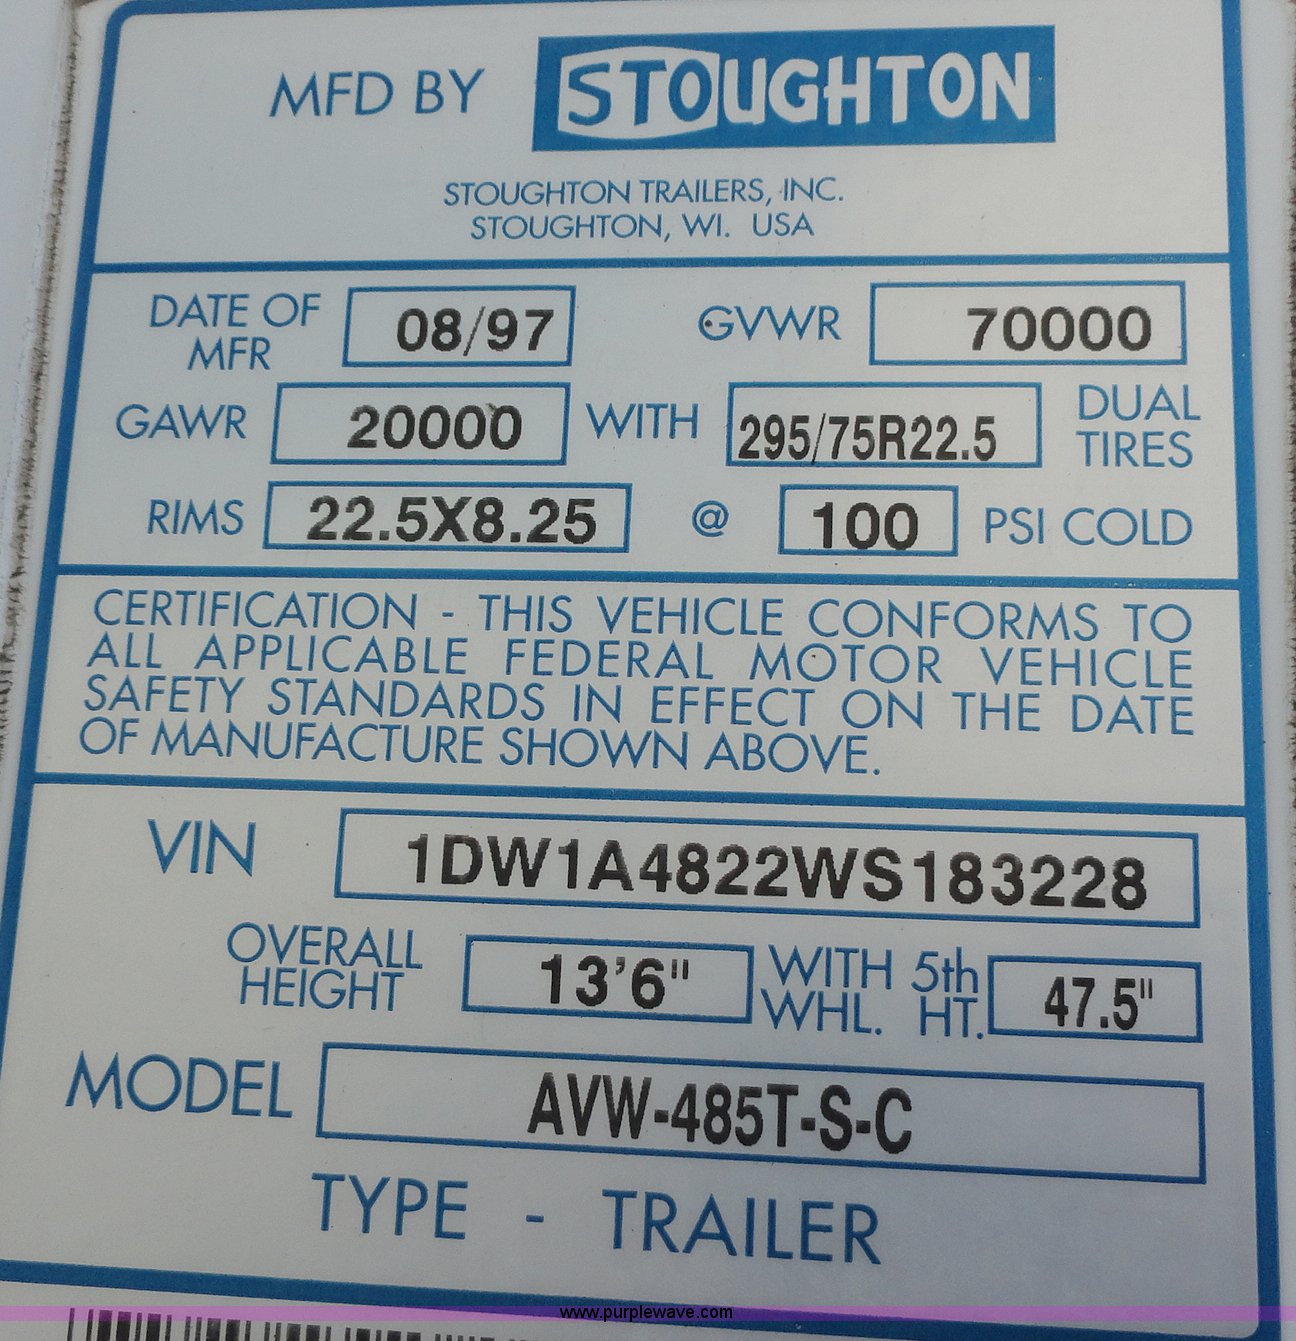 MFD BY STOUGHTON
STOUGHTON TRAILERS, INC.
STOUGHTON, WI. USA
DATE OF MFR 08/97 GVWR 70000
GAWR 20000 WITH 295/75R22.5 DUAL TIRES
RIMS 22.5X8.25 @ 100 PSI COLD
CERTIFICATION - THIS VEHICLE CONFORMS TO
ALL APPLICABLE FEDERAL MOTOR VEHICLE
SAFETY STANDARDS IN EFFECT ON THE DATE
OF MANUFACTURE SHOWN ABOVE.
VIN 1DW1A4822WS183228
OVERALL HEIGHT 13'6" WITH 5th WHL. HT. 47.5"
MODEL AVW-485T-S-C
TYPE - TRAILER
www.purplewave.com